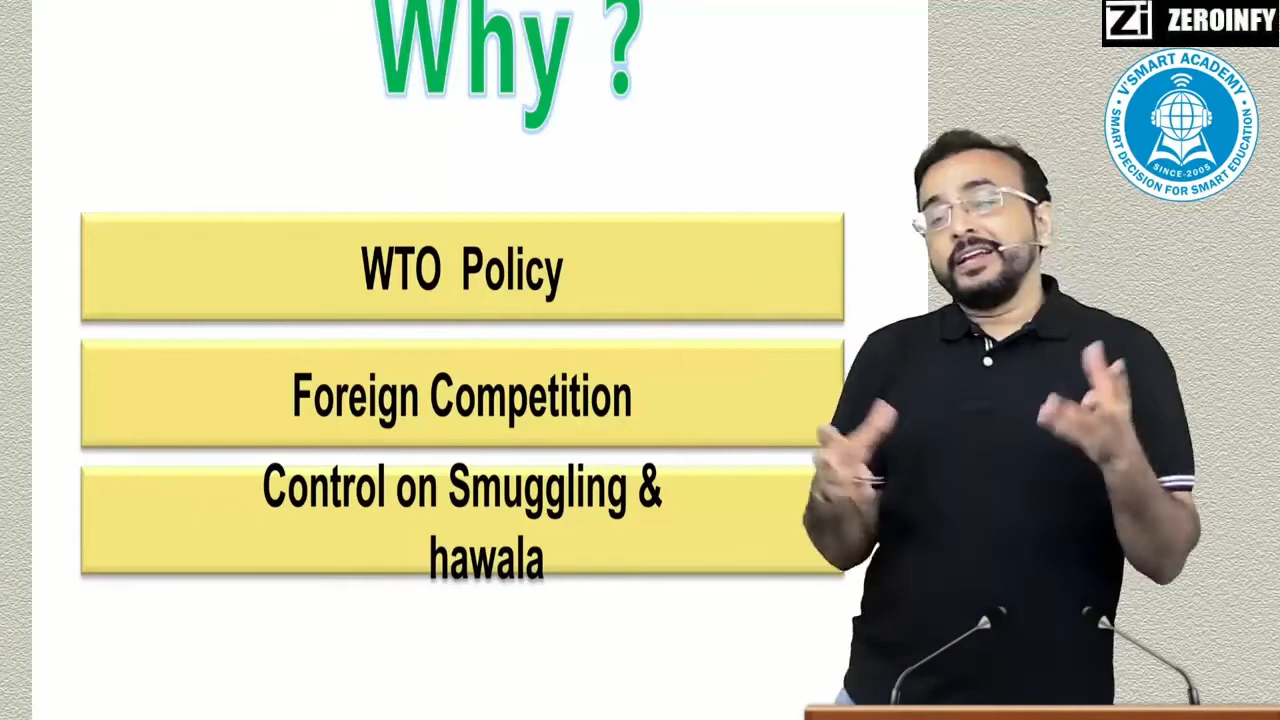 Why ?
WTO Policy
Foreign Competition
Control on Smuggling &
hawala
Zi ZEROINFY
V'SMART ACADEMY
SINCE-2005
SMART DECISION FOR SMART EDUCATION